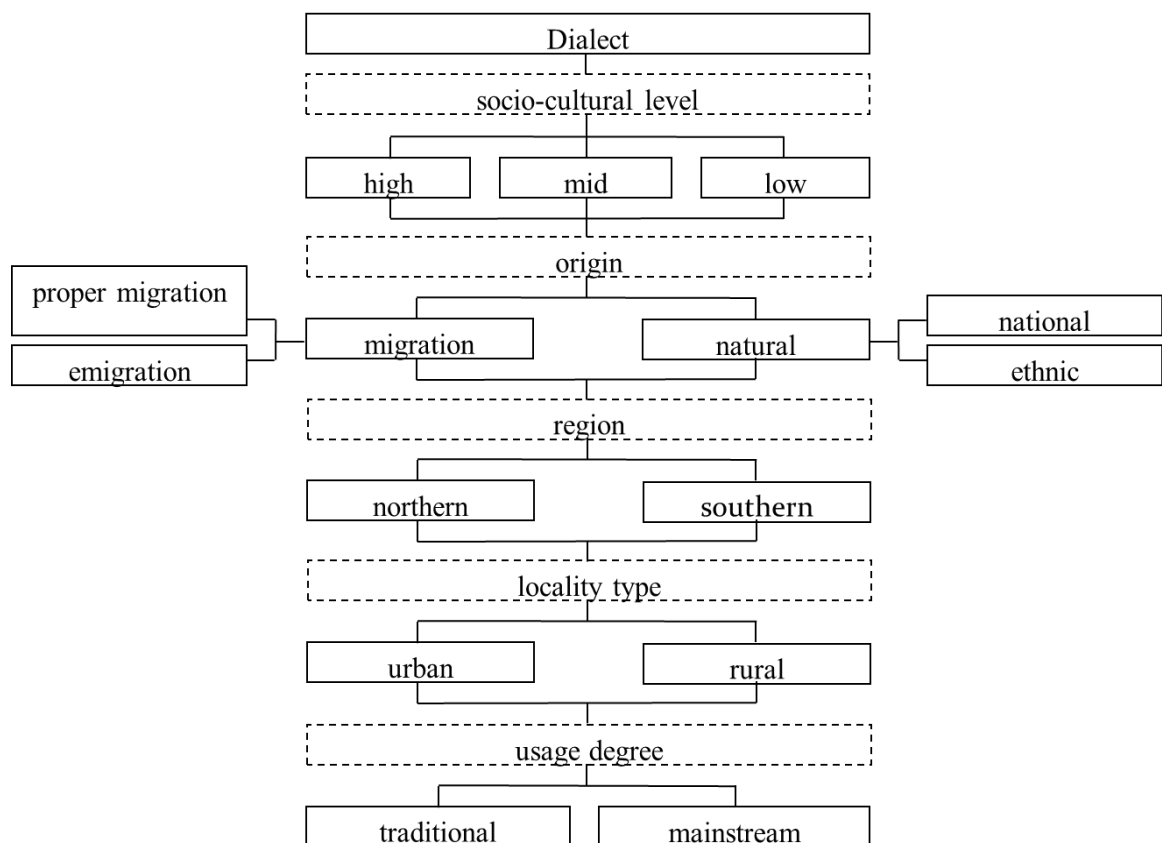 Dialect
socio-cultural level
high mid low
origin
proper migration
migration natural
national
emigration
ethnic
region
northern southern
locality type
urban rural
usage degree
traditional mainstream